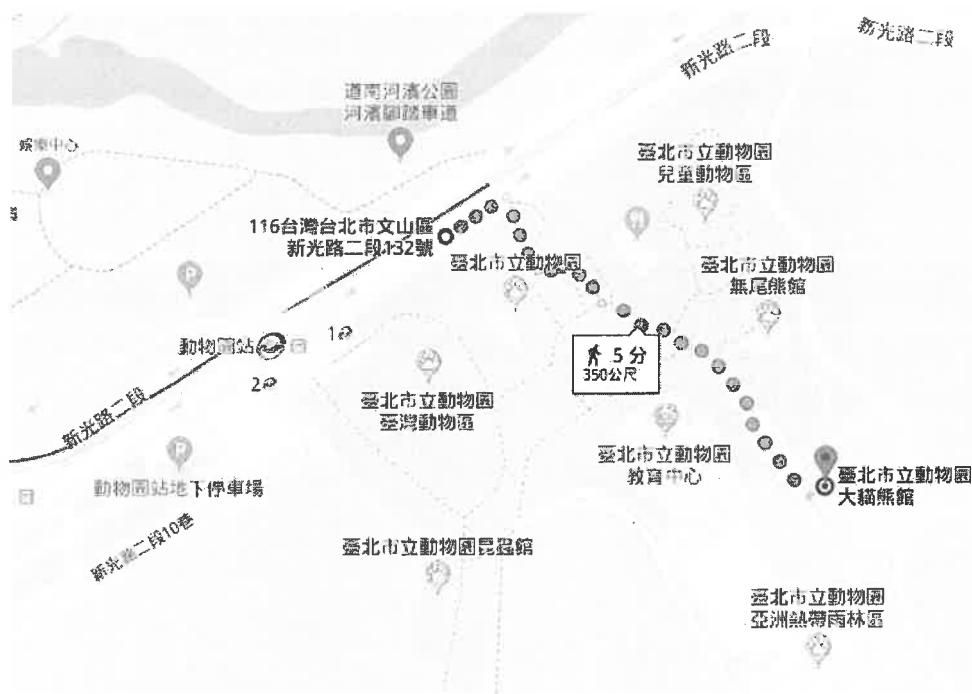 新光路二段
新光路二段
道南河濱公園
河濱腳踏車道
娛樂中心
臺北市立動物園
兒童動物區
116台灣台北市文山區
新光路二段132號
臺北市立動物園
臺北市立動物園
無尾熊館
P
動物園站
1
2
5 分
350公尺
臺北市立動物園
臺灣動物區
新光路二段
P
動物園站地下停車場
臺北市立動物園
教育中心
臺北市立動物園
大貓熊館
新光路二段10巷
臺北市立動物園昆蟲館
臺北市立動物園
亞洲熱帶雨林區